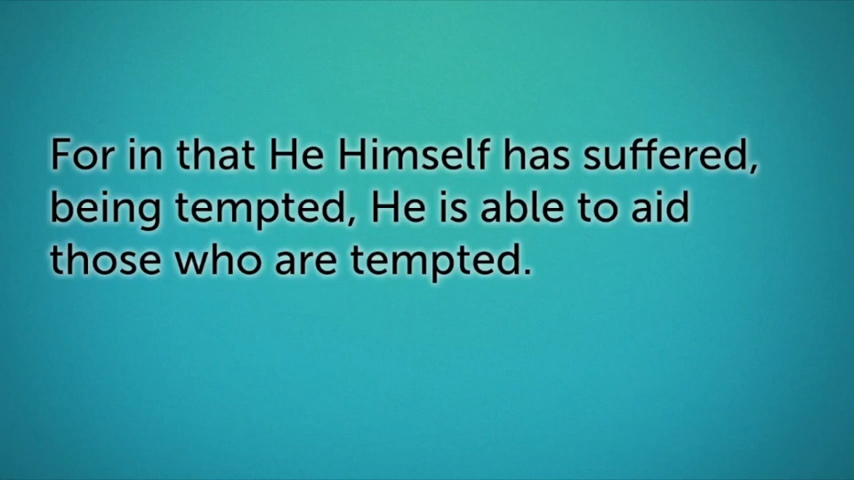 For in that He Himself has suffered,
being tempted, He is able to aid
those who are tempted.